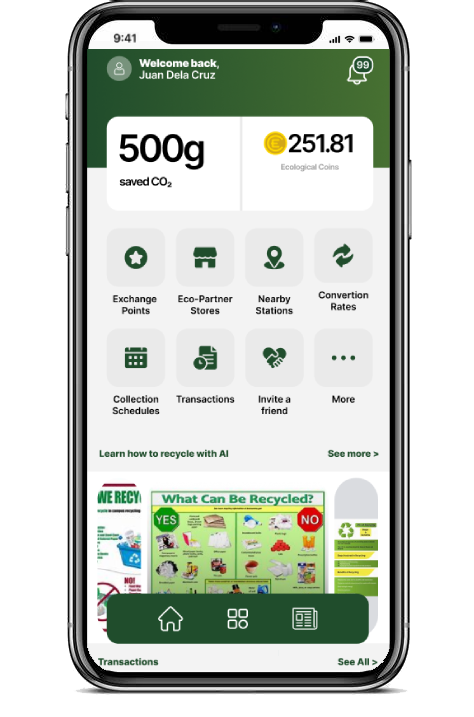 9:41
Welcome back,
Juan Dela Cruz
99
500g
saved CO₂
251.81
Ecological Coins
Exchange
Points
Eco-Partner
Stores
Nearby
Stations
Convertion
Rates
Collection
Schedules
Transactions
Invite a
friend
More
Learn how to recycle with AI
See more >
WE RECY
What Can Be Recycled?
YES
NO
NO!
Transactions
See All >